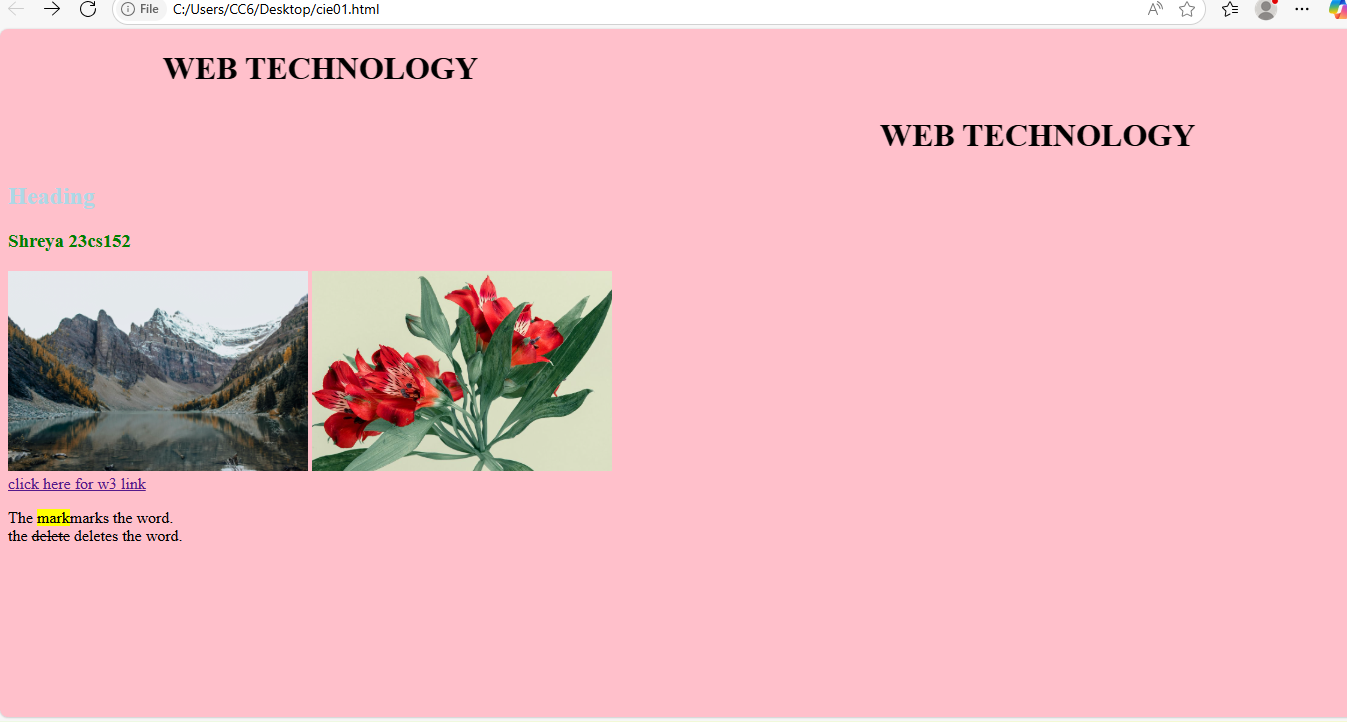 File C:/Users/CC6/Desktop/cie01.html
WEB TECHNOLOGY
WEB TECHNOLOGY
Heading
Shreya 23cs152
click here for w3 link
The markmarks the word.
the delete deletes the word.